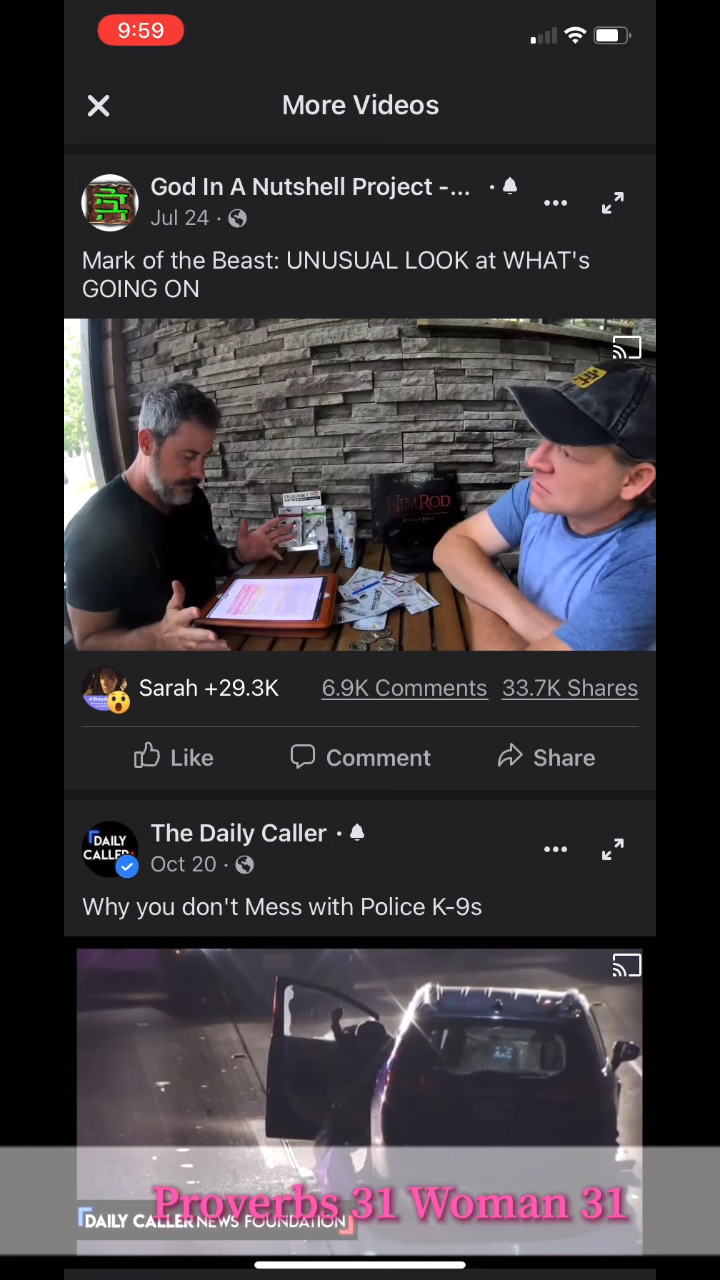 9:59
More Videos
God In A Nutshell Project -...
Jul 24 ·
Mark of the Beast: UNUSUAL LOOK at WHAT's
GOING ON
NIMROD
Sarah +29.3K 6.9K Comments 33.7K Shares
Like Comment Share
DAILY
CALLER
The Daily Caller ·
Oct 20 ·
Why you don't Mess with Police K-9s
Proverbs 31 Woman 31
DAILY CALLER NEWS FOUNDATION